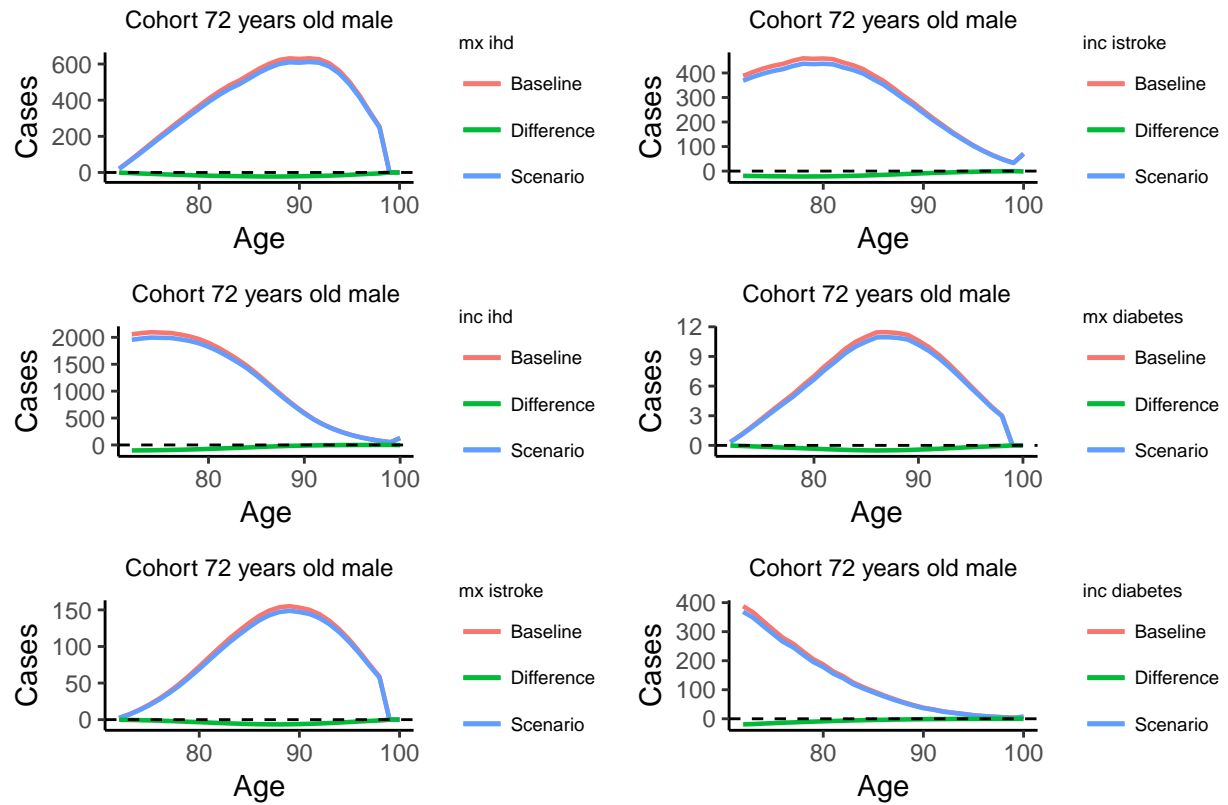 Cohort 72 years old male
mx ihd
Baseline
Difference
Scenario
Cases
600
400
200
0
80 90 100
Age
Cohort 72 years old male
inc istroke
Baseline
Difference
Scenario
Cases
400
300
200
100
0
80 90 100
Age
Cohort 72 years old male
inc ihd
Baseline
Difference
Scenario
Cases
2000
1500
1000
500
0
80 90 100
Age
Cohort 72 years old male
mx diabetes
Baseline
Difference
Scenario
Cases
12
9
6
3
0
80 90 100
Age
Cohort 72 years old male
mx istroke
Baseline
Difference
Scenario
Cases
150
100
50
0
80 90 100
Age
Cohort 72 years old male
inc diabetes
Baseline
Difference
Scenario
Cases
400
300
200
100
0
80 90 100
Age